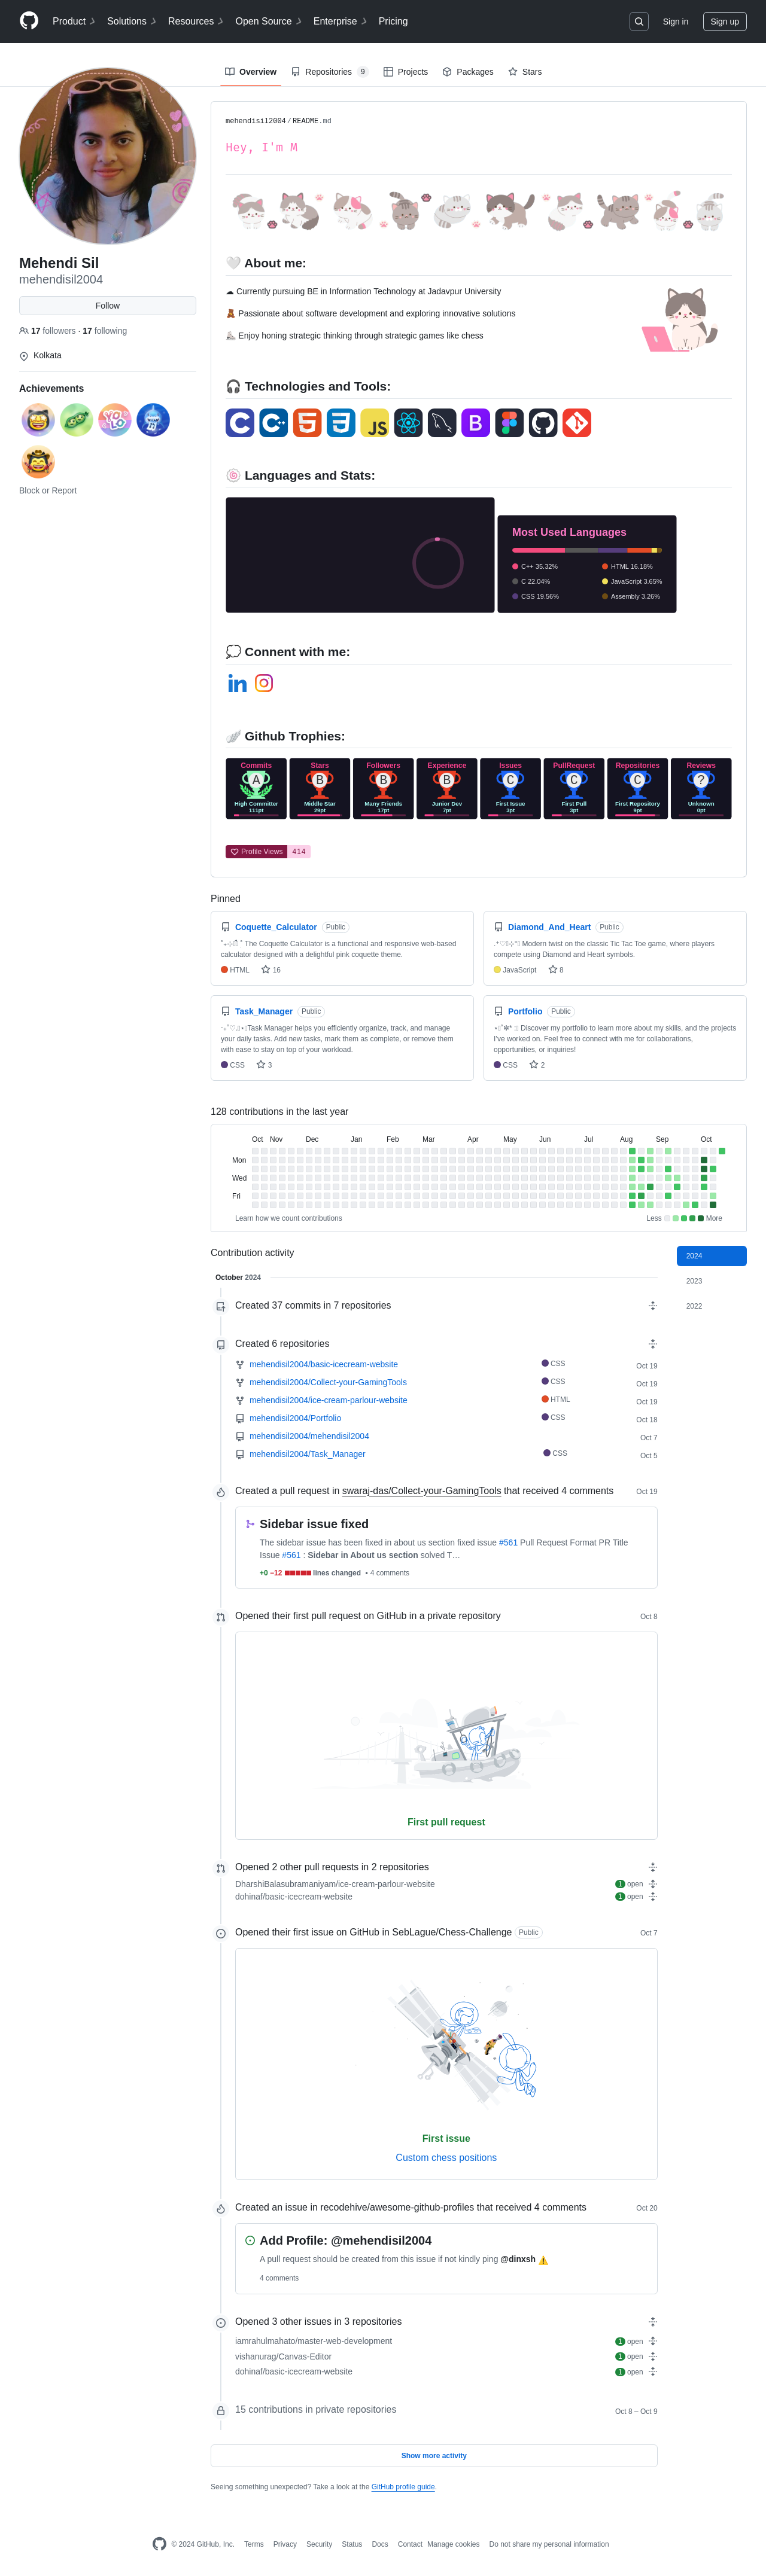 Product
Solutions
Resources
Open Source
Enterprise
Pricing
Sign in
Sign up
Overview
Repositories 9
Projects
Packages
Stars
Mehendi Sil
mehendisil2004
Follow
17 followers · 17 following
Kolkata
Achievements
YOLO
Block or Report
mehendisil2004/README.md
Hey, I'm M
🤍 About me:
☁ Currently pursuing BE in Information Technology at Jadavpur University
🧸 Passionate about software development and exploring innovative solutions
Enjoy honing strategic thinking through strategic games like chess
🎧 Technologies and Tools:
C
C++
JS
B
🍥 Languages and Stats:
Most Used Languages
C++ 35.32%
HTML 16.18%
C 22.04%
JavaScript 3.65%
CSS 19.56%
Assembly 3.26%
💭 Connent with me:
in
🪽 Github Trophies:
Commits
A
High Committer
111pt
Stars
B
Middle Star
29pt
Followers
B
Many Friends
17pt
Experience
B
Junior Dev
7pt
Issues
C
First Issue
3pt
PullRequest
C
First Pull
3pt
Repositories
C
First Repository
9pt
Reviews
?
Unknown
0pt
Profile Views 414
Pinned
Coquette_Calculator Public
The Coquette Calculator is a functional and responsive web-based
calculator designed with a delightful pink coquette theme.
HTML 16
Diamond_And_Heart Public
Modern twist on the classic Tic Tac Toe game, where players
compete using Diamond and Heart symbols.
JavaScript 8
Task_Manager Public
Task Manager helps you efficiently organize, track, and manage
your daily tasks. Add new tasks, mark them as complete, or remove them
with ease to stay on top of your workload.
CSS 3
Portfolio Public
Discover my portfolio to learn more about my skills, and the projects
I've worked on. Feel free to connect with me for collaborations,
opportunities, or inquiries!
CSS 2
128 contributions in the last year
Oct Nov Dec Jan Feb Mar Apr May Jun Jul Aug Sep Oct
Mon
Wed
Fri
Learn how we count contributions
Less More
Contribution activity
2024
2023
2022
October 2024
Created 37 commits in 7 repositories
Created 6 repositories
mehendisil2004/basic-icecream-website CSS Oct 19
mehendisil2004/Collect-your-GamingTools CSS Oct 19
mehendisil2004/ice-cream-parlour-website HTML Oct 19
mehendisil2004/Portfolio CSS Oct 18
mehendisil2004/mehendisil2004 Oct 7
mehendisil2004/Task_Manager CSS Oct 5
Created a pull request in swaraj-das/Collect-your-GamingTools that received 4 comments Oct 19
Sidebar issue fixed
The sidebar issue has been fixed in about us section fixed issue #561 Pull Request Format PR Title
Issue #561 : Sidebar in About us section solved T…
+0 −12 lines changed • 4 comments
Opened their first pull request on GitHub in a private repository Oct 8
First pull request
Opened 2 other pull requests in 2 repositories
DharshiBalasubramaniyam/ice-cream-parlour-website 1 open
dohinaf/basic-icecream-website 1 open
Opened their first issue on GitHub in SebLague/Chess-Challenge Public Oct 7
First issue
Custom chess positions
Created an issue in recodehive/awesome-github-profiles that received 4 comments Oct 20
Add Profile: @mehendisil2004
A pull request should be created from this issue if not kindly ping @dinxsh ⚠️
4 comments
Opened 3 other issues in 3 repositories
iamrahulmahato/master-web-development 1 open
vishanurag/Canvas-Editor 1 open
dohinaf/basic-icecream-website 1 open
15 contributions in private repositories Oct 8 – Oct 9
Show more activity
Seeing something unexpected? Take a look at the GitHub profile guide.
© 2024 GitHub, Inc. Terms Privacy Security Status Docs Contact Manage cookies Do not share my personal information